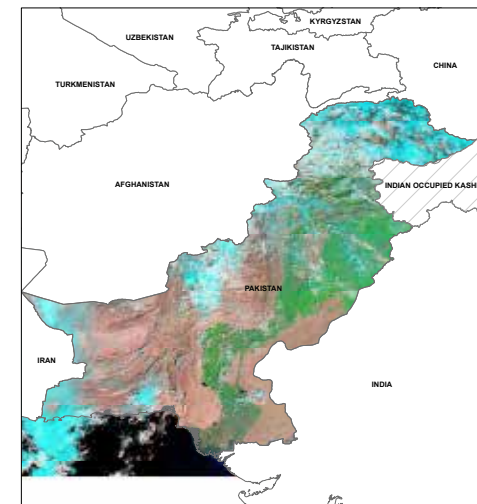 KYRGYZSTAN
UZBEKISTAN
TAJIKISTAN
CHINA
TURKMENISTAN
AFGHANISTAN
INDIAN OCCUPIED KASH
PAKISTAN
IRAN
INDIA